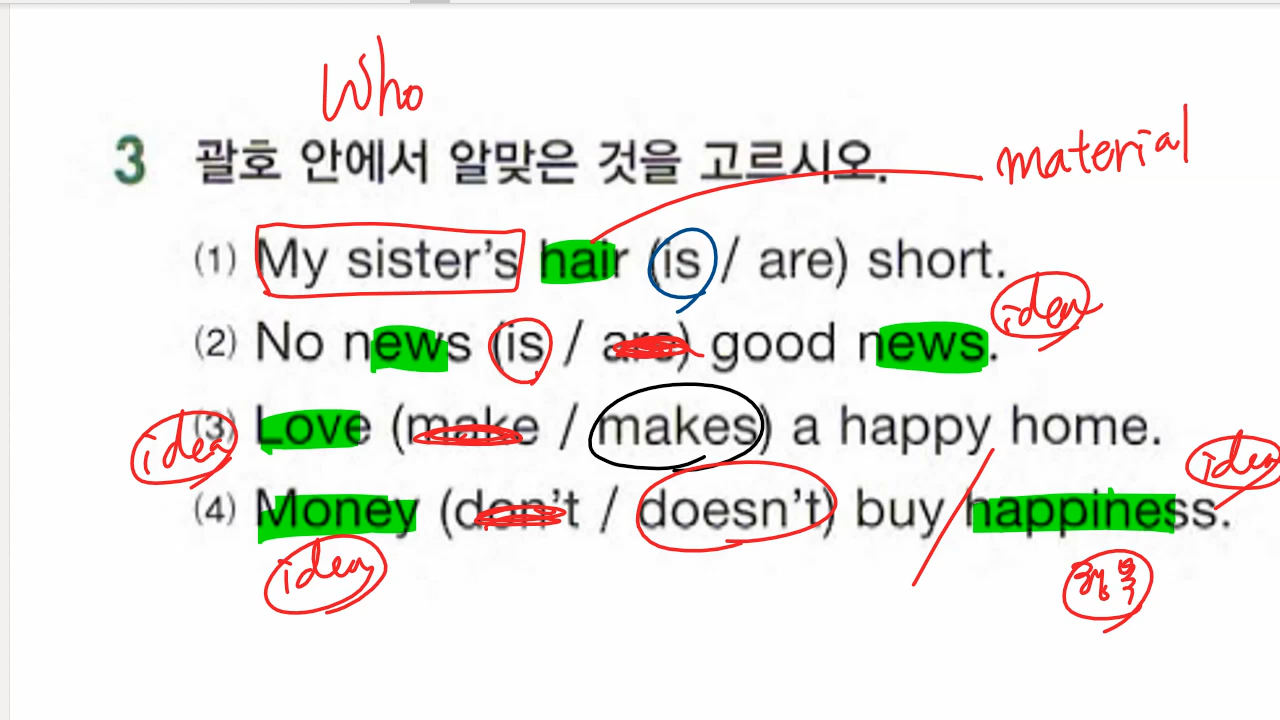 Who
3 괄호 안에서 알맞은 것을 고르시오.
material
(1) My sister's hair (is / are) short.
idea
(2) No news (is / are) good news.
idea
(3) Love (make / makes) a happy home.
idea
(4) Money (don't / doesn't) buy happiness.
idea
행복